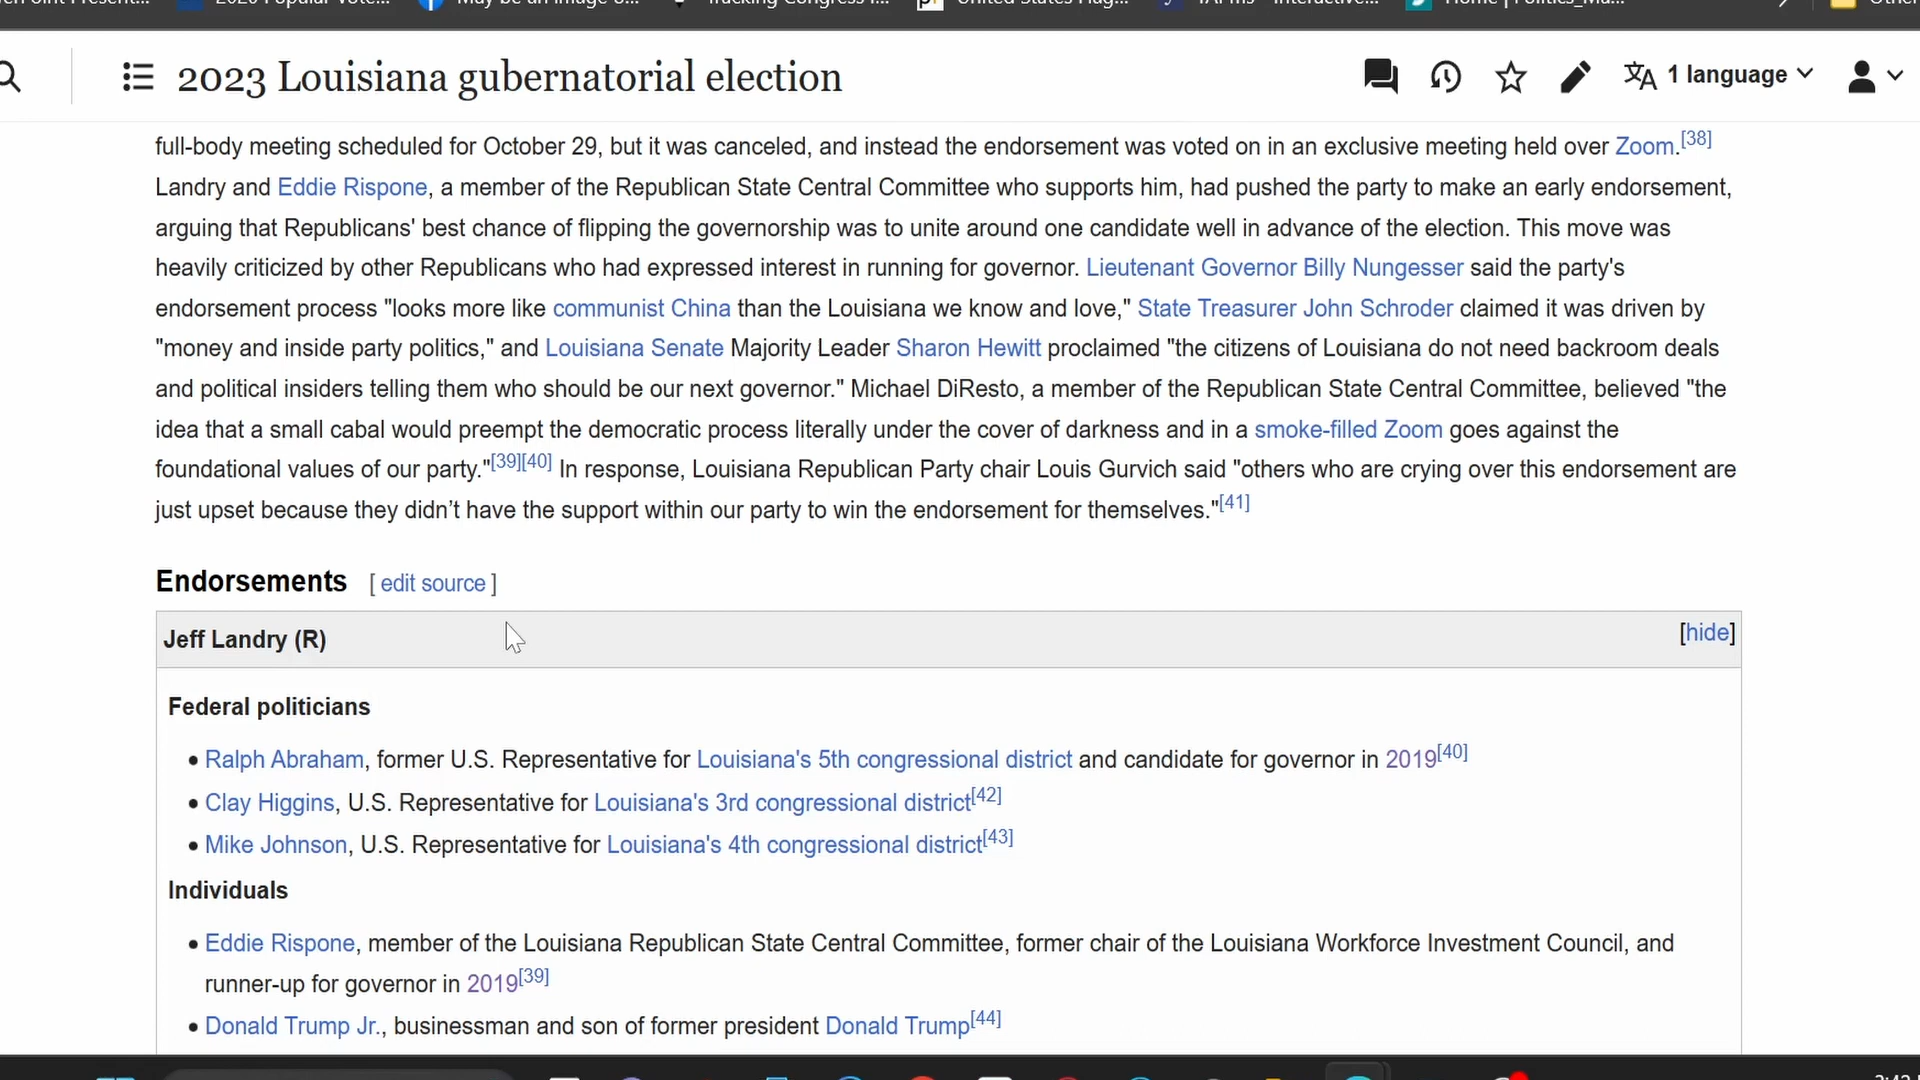 2023 Louisiana gubernatorial election
1 language
full-body meeting scheduled for October 29, but it was canceled, and instead the endorsement was voted on in an exclusive meeting held over Zoom.[38]
Landry and Eddie Rispone, a member of the Republican State Central Committee who supports him, had pushed the party to make an early endorsement,
arguing that Republicans' best chance of flipping the governorship was to unite around one candidate well in advance of the election. This move was
heavily criticized by other Republicans who had expressed interest in running for governor. Lieutenant Governor Billy Nungesser said the party's
endorsement process "looks more like communist China than the Louisiana we know and love," State Treasurer John Schroder claimed it was driven by
"money and inside party politics," and Louisiana Senate Majority Leader Sharon Hewitt proclaimed "the citizens of Louisiana do not need backroom deals
and political insiders telling them who should be our next governor." Michael DiResto, a member of the Republican State Central Committee, believed "the
idea that a small cabal would preempt the democratic process literally under the cover of darkness and in a smoke-filled Zoom goes against the
foundational values of our party."[39][40] In response, Louisiana Republican Party chair Louis Gurvich said "others who are crying over this endorsement are
just upset because they didn’t have the support within our party to win the endorsement for themselves."[41]
Endorsements [ edit source ]
Jeff Landry (R) [hide]
Federal politicians
• Ralph Abraham, former U.S. Representative for Louisiana's 5th congressional district and candidate for governor in 2019[40]
• Clay Higgins, U.S. Representative for Louisiana's 3rd congressional district[42]
• Mike Johnson, U.S. Representative for Louisiana's 4th congressional district[43]
Individuals
• Eddie Rispone, member of the Louisiana Republican State Central Committee, former chair of the Louisiana Workforce Investment Council, and
runner-up for governor in 2019[39]
• Donald Trump Jr., businessman and son of former president Donald Trump[44]